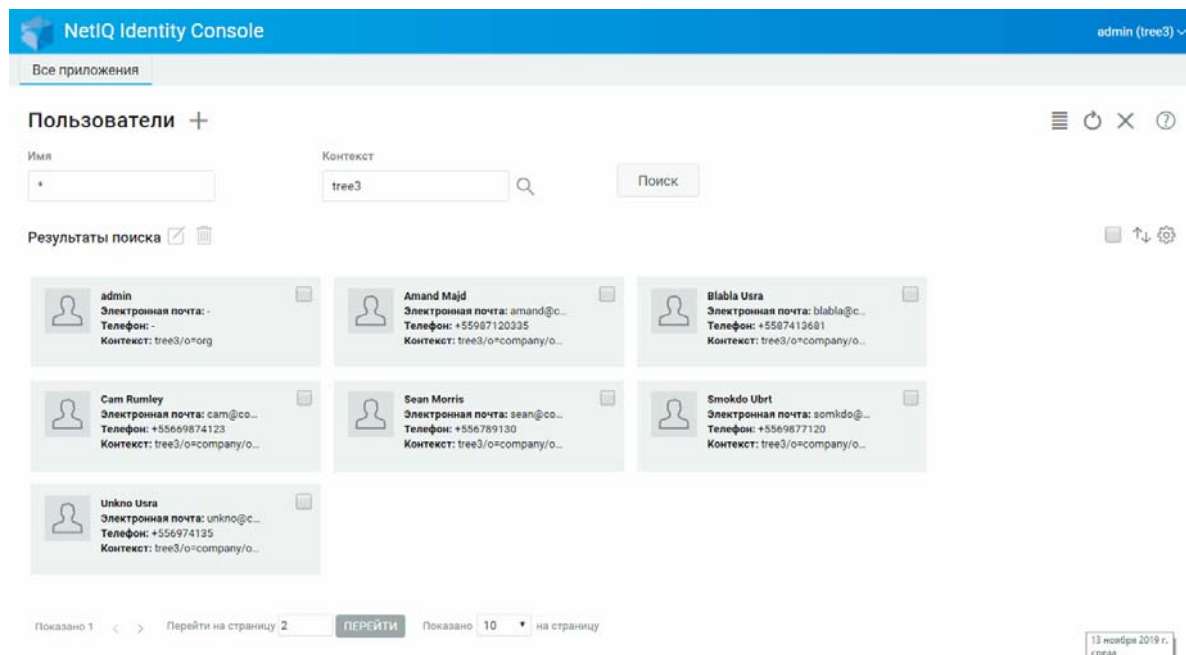 NetIQ Identity Console
admin (tree3)
Все приложения
Пользователи
Имя
Контекст
*
tree3
Поиск
Результаты поиска
admin
Электронная почта: -
Телефон: -
Контекст: tree3/o=org
Amand Majd
Электронная почта: amand@c...
Телефон: +55987120335
Контекст: tree3/o=company/o...
Blabla Usra
Электронная почта: blabla@c...
Телефон: +5587413681
Контекст: tree3/o=company/o...
Cam Rumley
Электронная почта: cam@co...
Телефон: +55669874123
Контекст: tree3/o=company/o...
Sean Morris
Электронная почта: sean@co...
Телефон: +556789130
Контекст: tree3/o=company/o...
Smokdo Ubrt
Электронная почта: somkdo@...
Телефон: +5569877120
Контекст: tree3/o=company/o...
Unkno Usra
Электронная почта: unkno@c...
Телефон: +556974135
Контекст: tree3/o=company/o...
Показано 1 < > Перейти на страницу 2 ПЕРЕЙТИ Показано 10 на страницу
13 ноября 2019 г.
среда